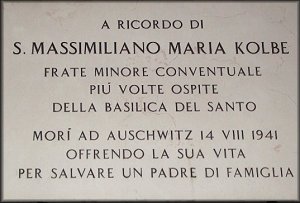 A RICORDO DI
S. MASSIMILIANO MARIA KOLBE
FRATE MINORE CONVENTUALE
PIÚ VOLTE OSPITE
DELLA BASILICA DEL SANTO
MORÍ AD AUSCHWITZ 14 VIII 1941
OFFRENDO LA SUA VITA
PER SALVARE UN PADRE DI FAMIGLIA